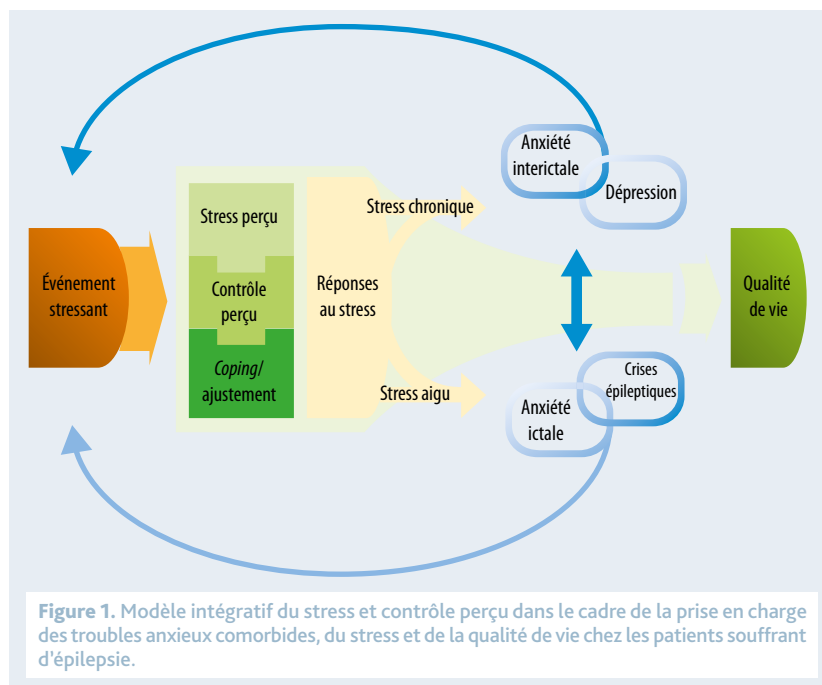 Anxiété
interictale
Dépression
Stress chronique
Stress perçu
Événement
stressant
Contrôle
perçu
Réponses
au stress
Qualité
de vie
Coping/
ajustement
Stress aigu
Crises
épileptiques
Anxiété
ictale
Figure 1. Modèle intégratif du stress et contrôle perçu dans le cadre de la prise en charge
des troubles anxieux comorbides, du stress et de la qualité de vie chez les patients souffrant
d'épilepsie.